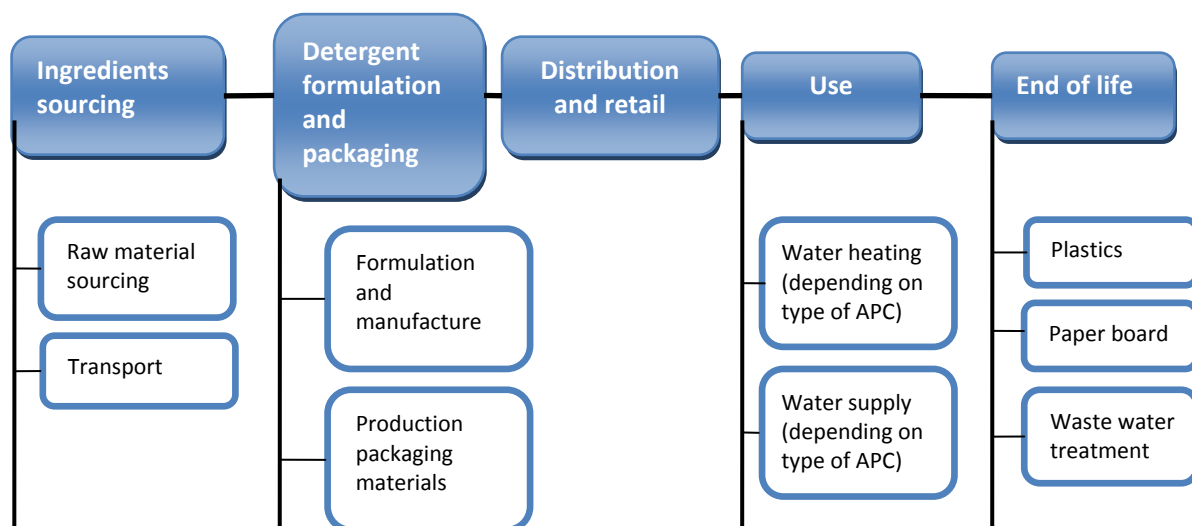 Ingredients
sourcing
Detergent
formulation
and
packaging
Distribution
and retail
Use
End of life
Raw material
sourcing
Transport
Formulation
and
manufacture
Production
packaging
materials
Water heating
(depending on
type of APC)
Water supply
(depending on
type of APC)
Plastics
Paper board
Waste water
treatment